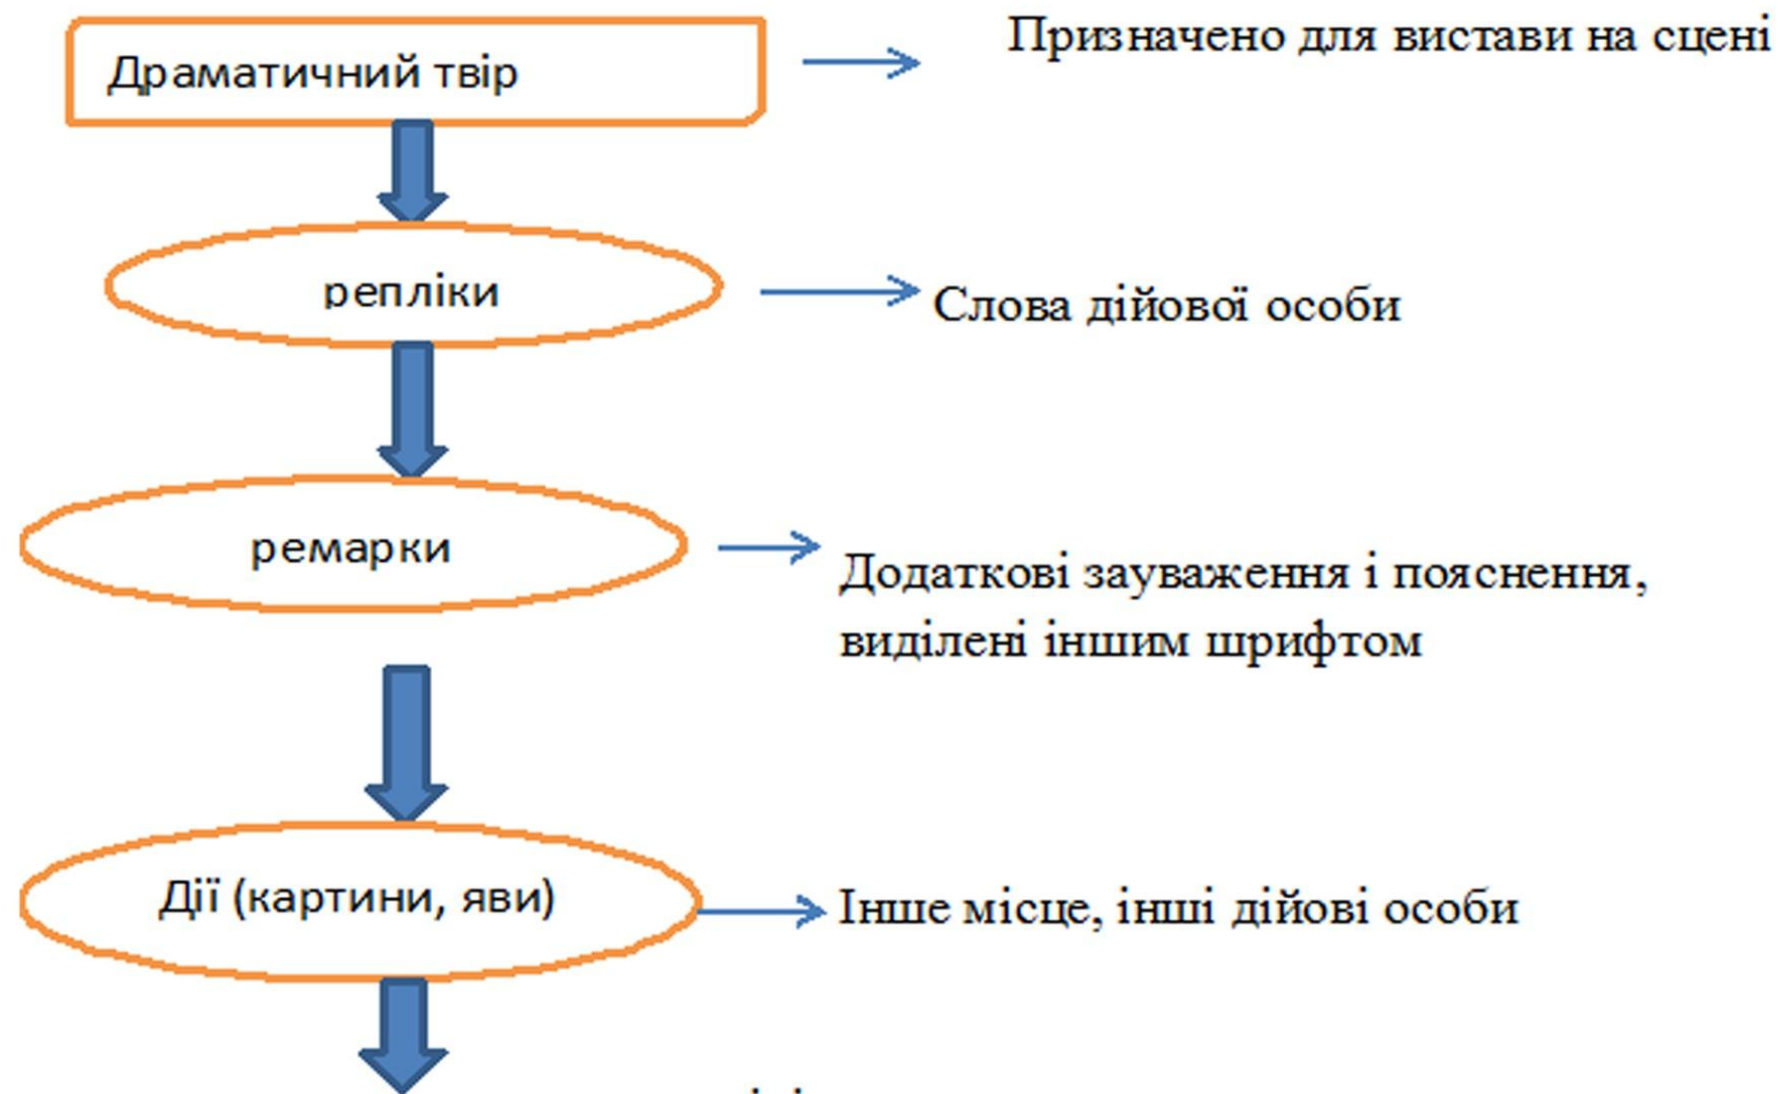 Драматичний твір
Призначено для вистави на сцені
репліки
Слова дійової особи
ремарки
Додаткові зауваження і пояснення,
виділені іншим шрифтом
Дії (картини, яви)
Інше місце, інші дійові особи